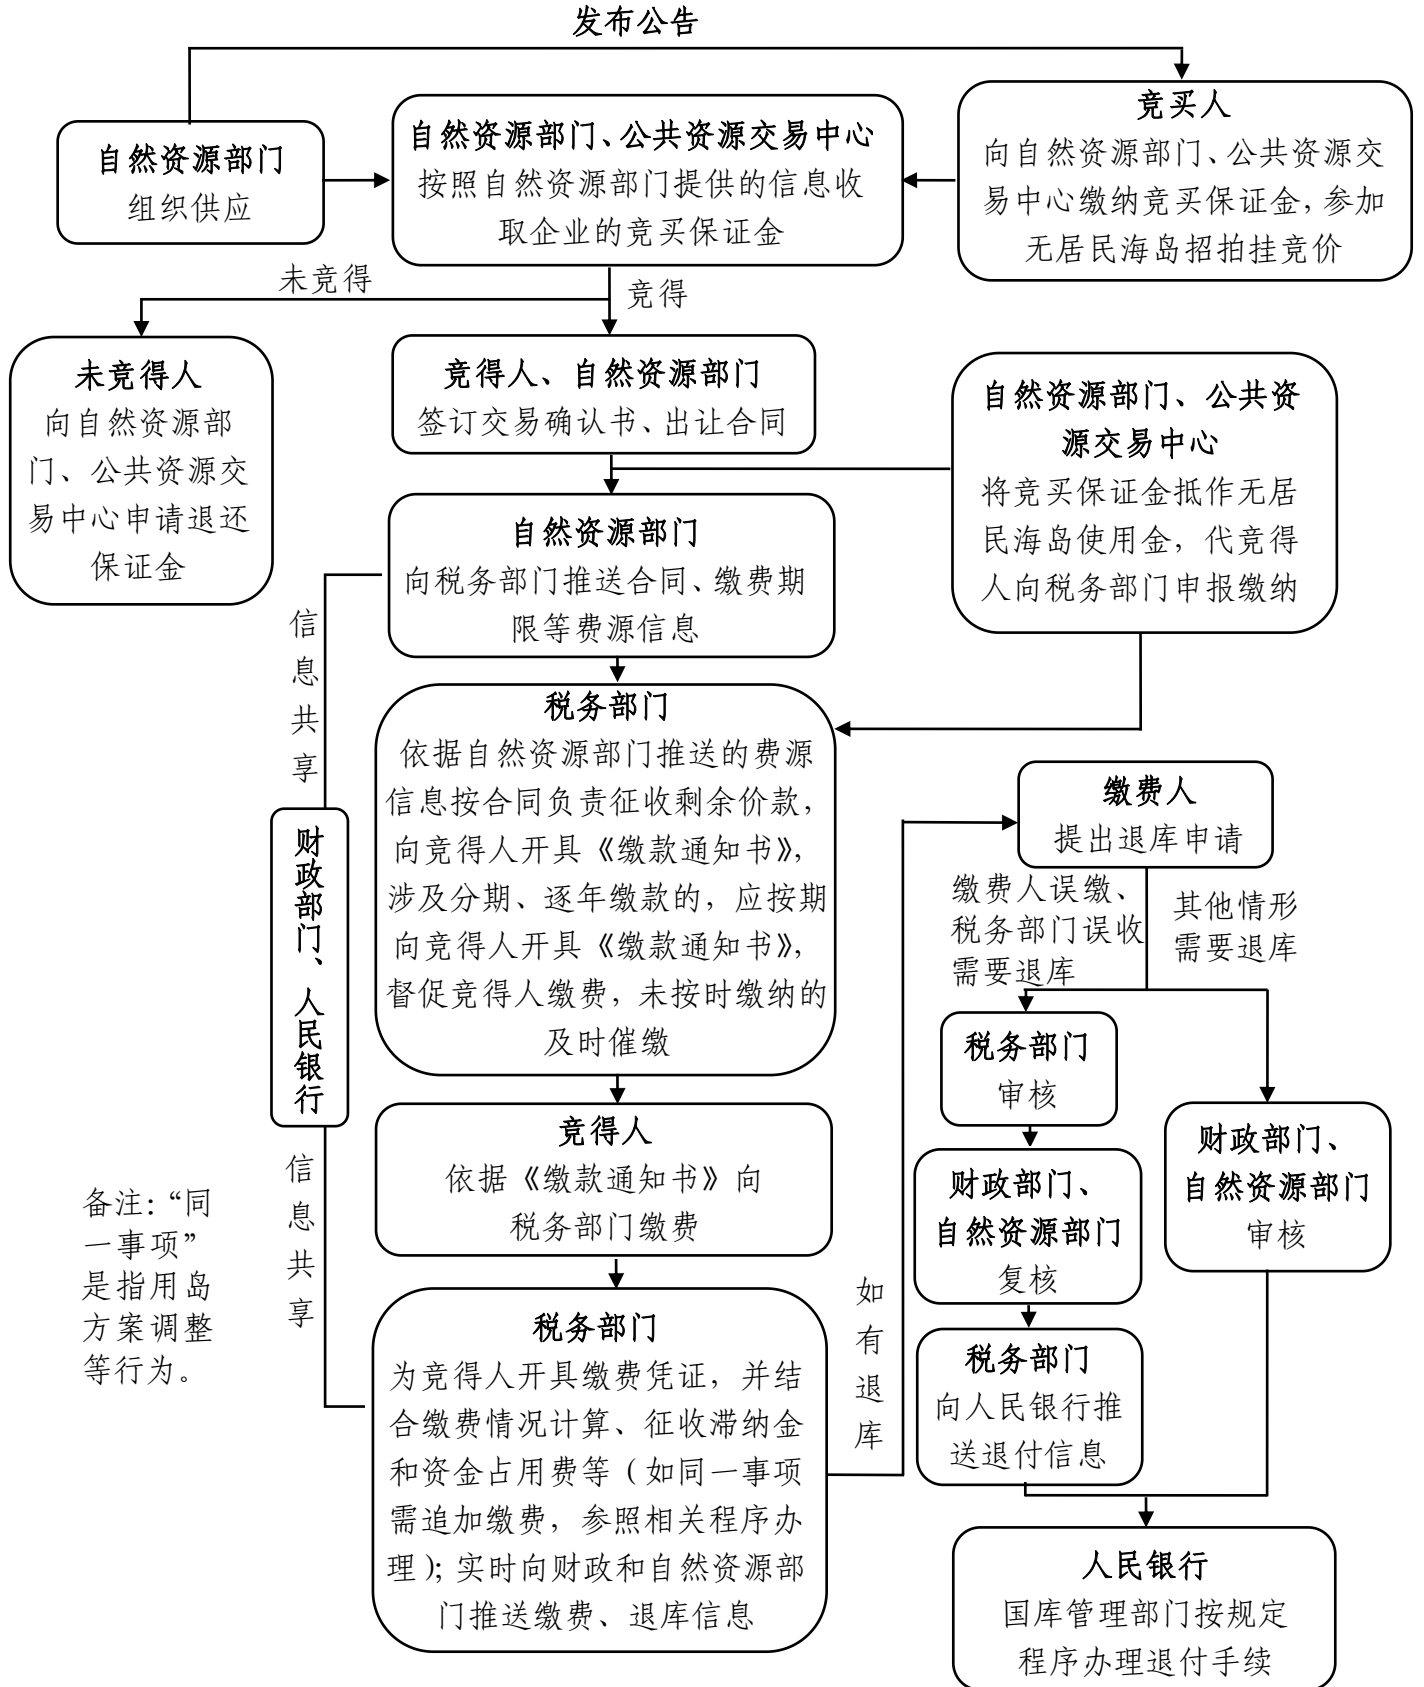 发布公告
自然资源部门
组织供应
自然资源部门、公共资源交易中心
按照自然资源部门提供的信息收
取企业的竞买保证金
竞买人
向自然资源部门、公共资源交
易中心缴纳竞买保证金，参加
无居民海岛招拍挂竞价
未竞得
竞得
未竞得人
向自然资源部
门、公共资源交
易中心申请退还
保证金
竞得人、自然资源部门
签订交易确认书、出让合同
自然资源部门、公共资
源交易中心
将竞买保证金抵作无居
民海岛使用金，代竞得
人向税务部门申报缴纳
自然资源部门
向税务部门推送合同、缴费期
限等费源信息
信息共享
税务部门
依据自然资源部门推送的费源
信息按合同负责征收剩余价款，
向竞得人开具《缴款通知书》，
涉及分期、逐年缴款的，应按期
向竞得人开具《缴款通知书》，
督促竞得人缴费，未按时缴纳的
及时催缴
财政部门、人民银行
信息共享
竞得人
依据《缴款通知书》向
税务部门缴费
税务部门
为竞得人开具缴费凭证，并结
合缴费情况计算、征收滞纳金
和资金占用费等（如同一事项
需追加缴费，参照相关程序办
理）；实时向财政和自然资源部
门推送缴费、退库信息
如有退库
缴费人
提出退库申请
缴费人误缴、
税务部门误收
需要退库
其他情形
需要退库
税务部门
审核
财政部门、
自然资源部门
复核
税务部门
向人民银行推
送退付信息
财政部门、
自然资源部门
审核
人民银行
国库管理部门按规定
程序办理退付手续
备注：“同
一事项”
是指用岛
方案调整
等行为。